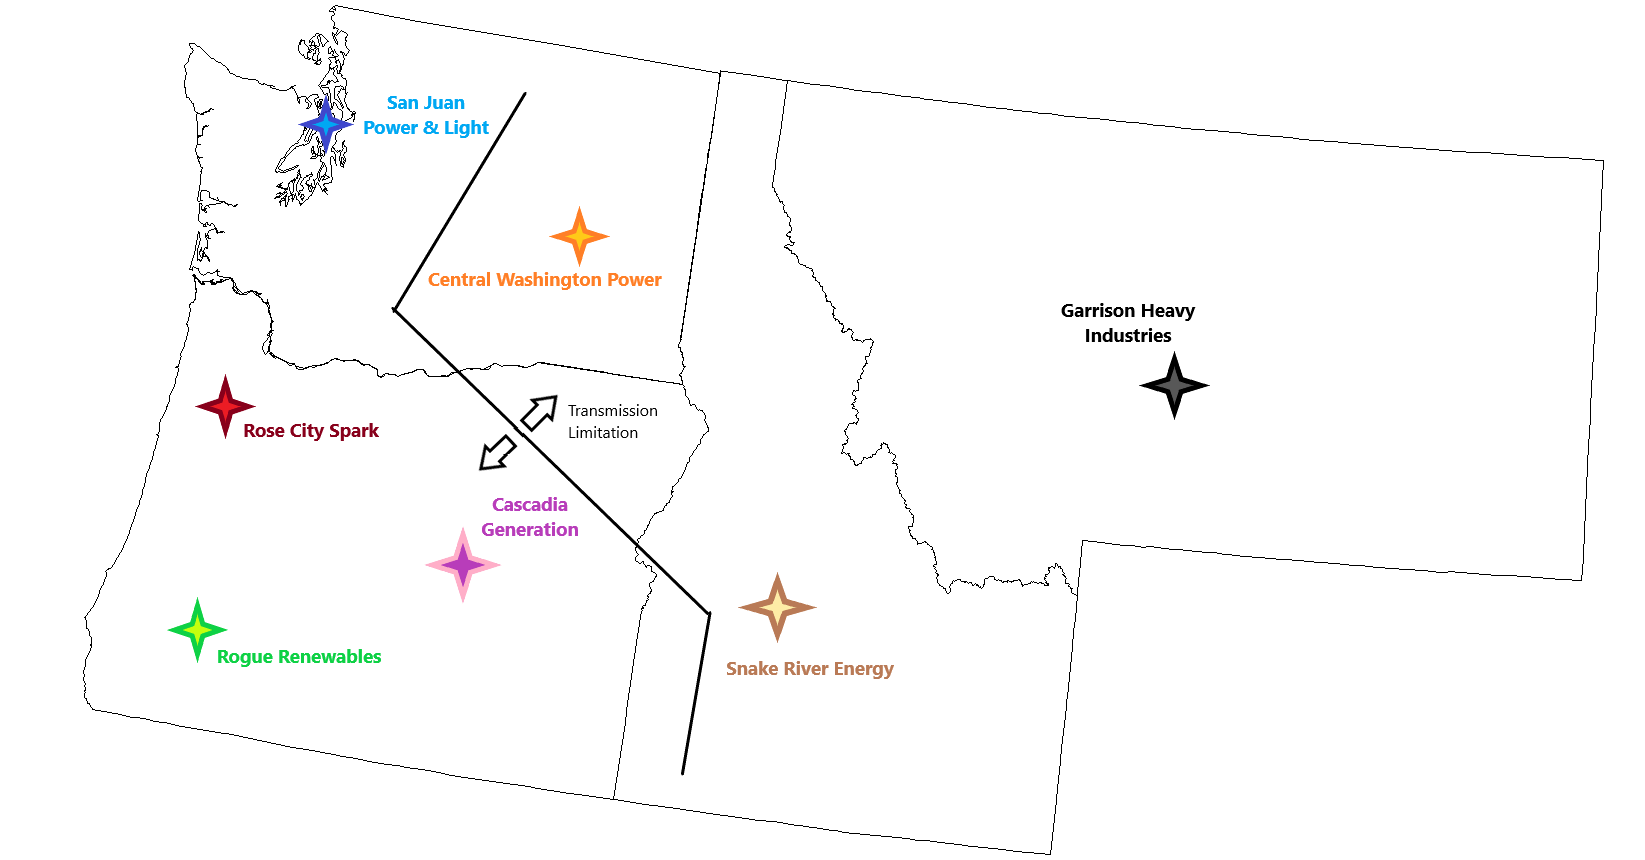 San Juan
Power & Light
Central Washington Power
Garrison Heavy
Industries
Rose City Spark
Transmission
Limitation
Cascadia
Generation
Rogue Renewables
Snake River Energy